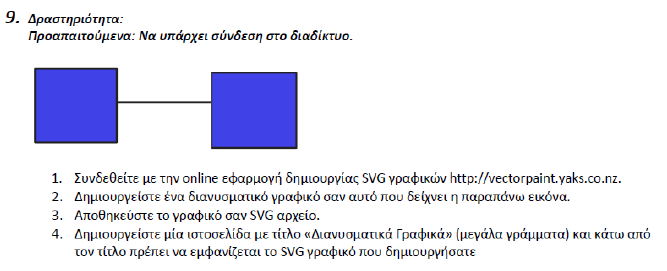 9. Δραστηριότητα:
Προαπαιτούμενα: Να υπάρχει σύνδεση στο διαδίκτυο.
1. Συνδεθείτε με την online εφαρμογή δημιουργίας SVG γραφικών http://vectorpaint.yaks.co.nz.
2. Δημιουργείστε ένα διανυσματικό γραφικό σαν αυτό που δείχνει η παραπάνω εικόνα.
3. Αποθηκεύστε το γραφικό σαν SVG αρχείο.
4. Δημιουργείστε μία ιστοσελίδα με τίτλο «Διανυσματικά Γραφικά» (μεγάλα γράμματα) και κάτω από
τον τίτλο πρέπει να εμφανίζεται το SVG γραφικό που δημιουργήσατε